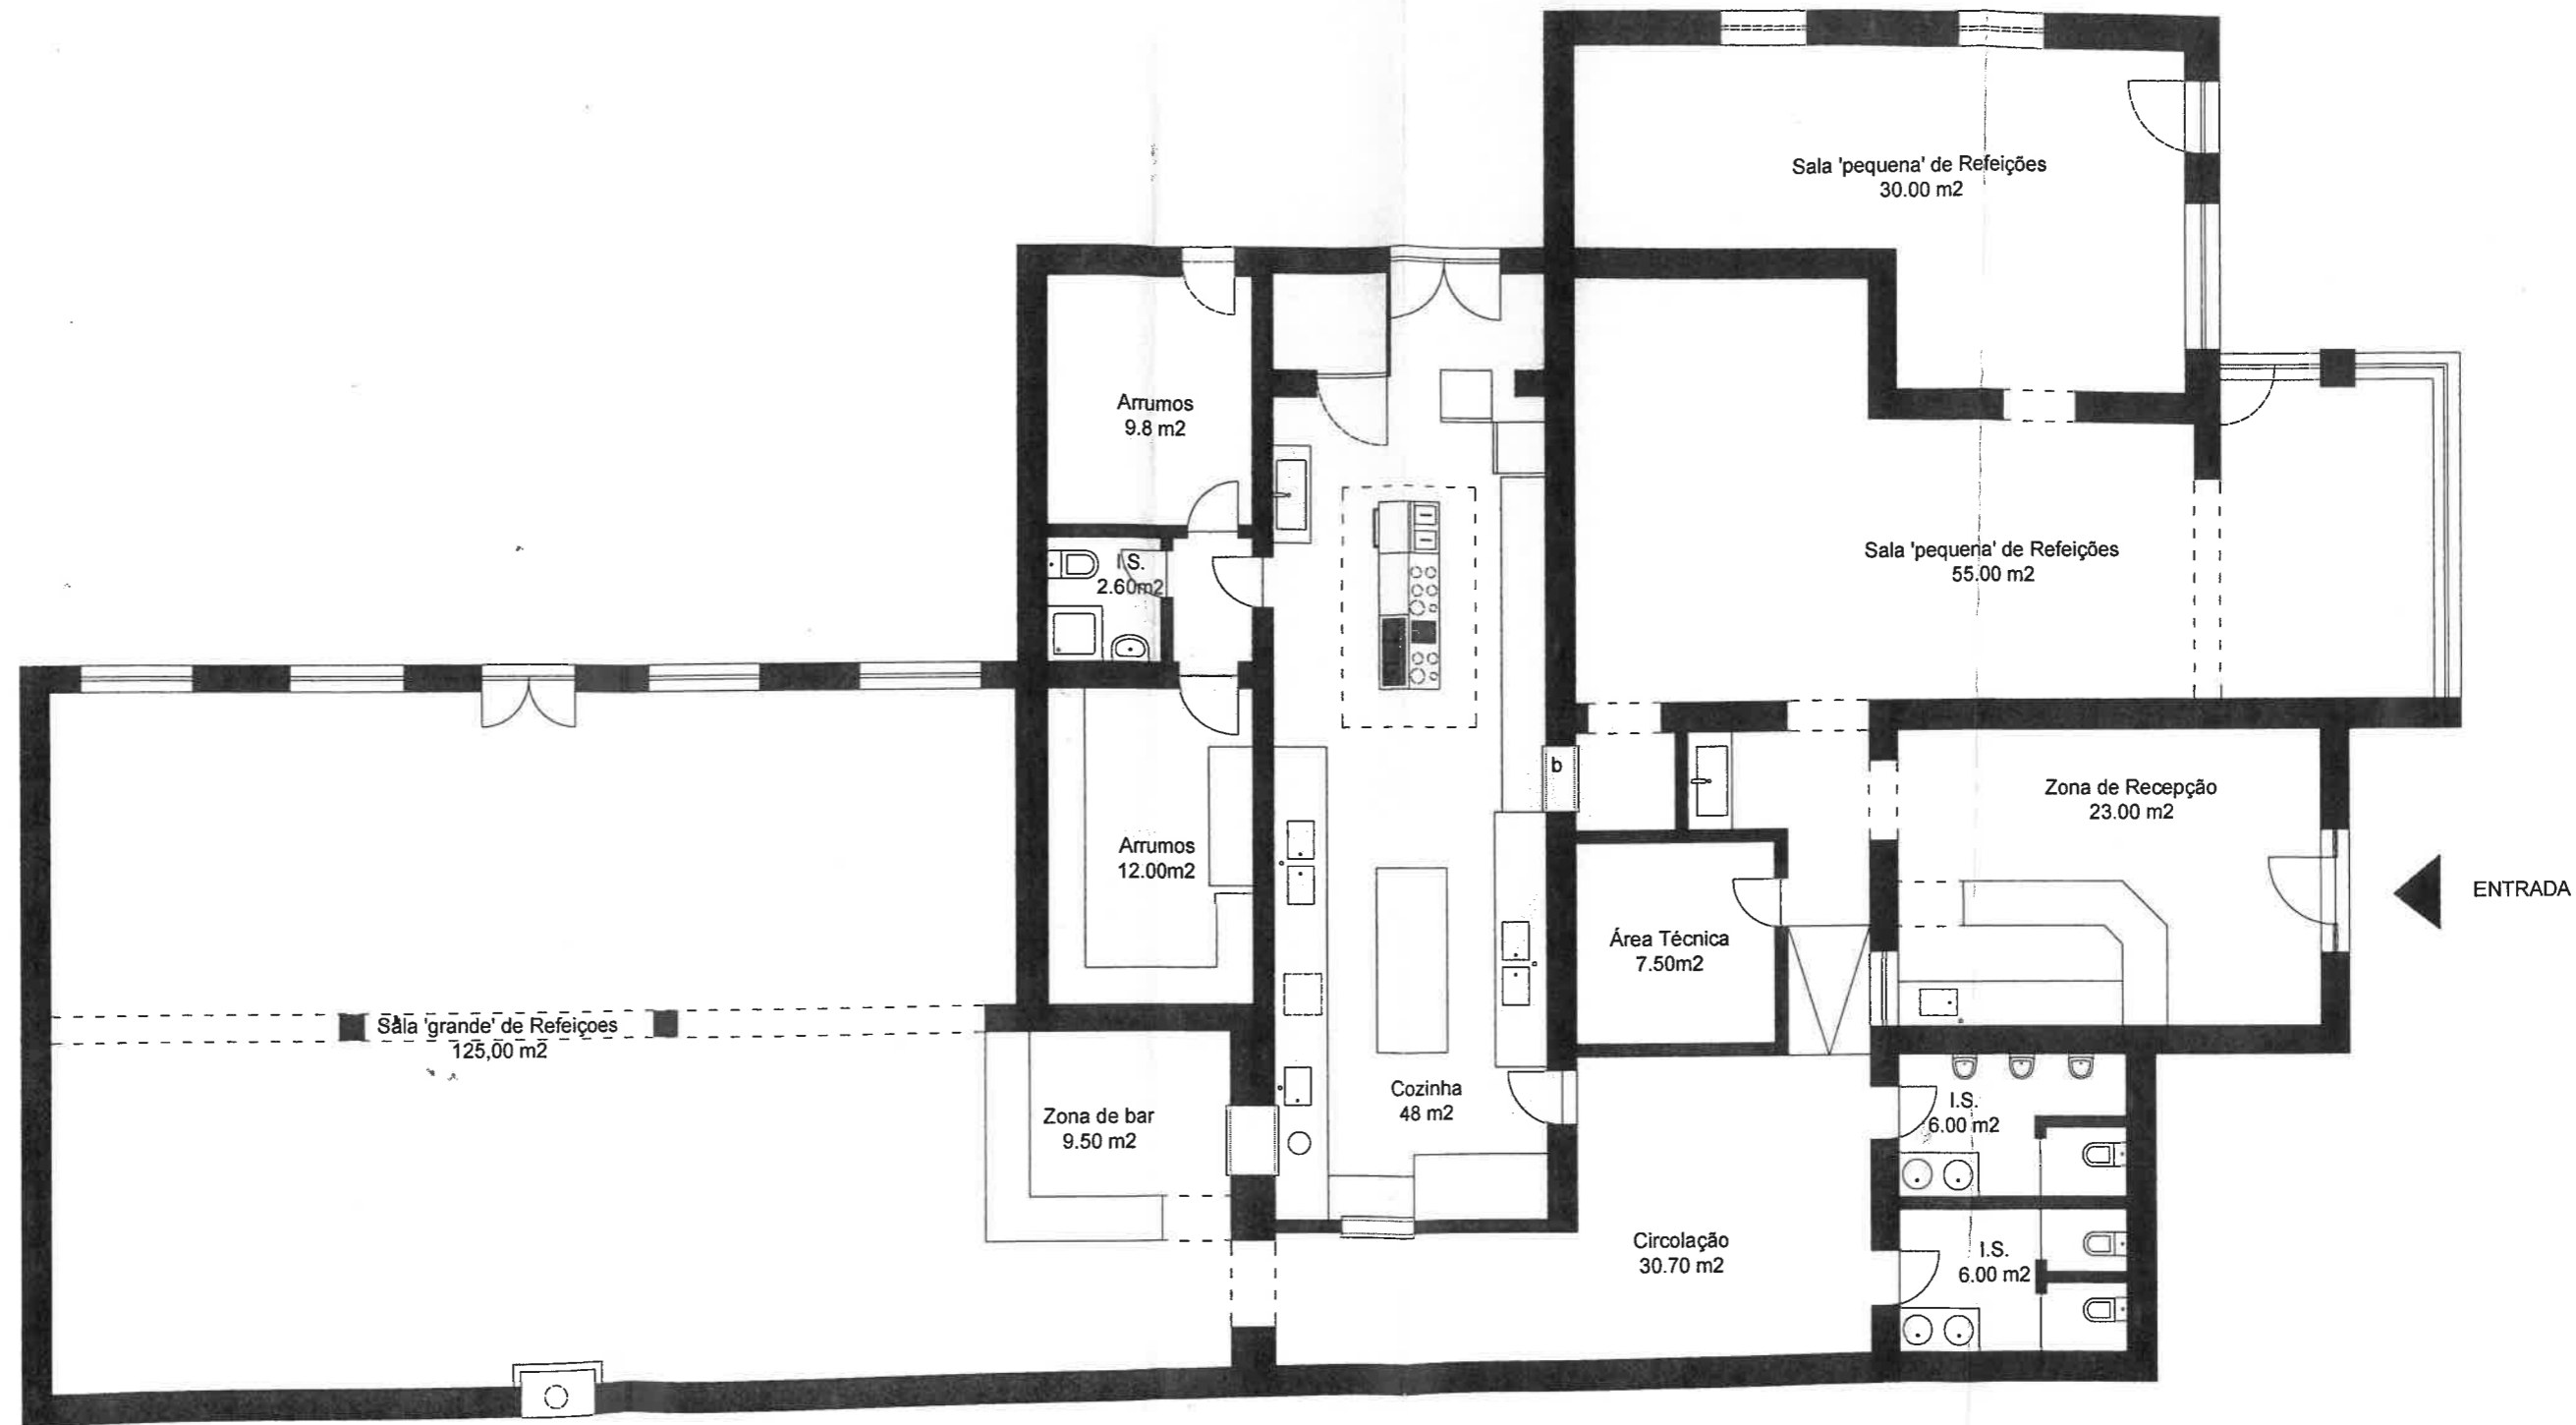 Sala 'pequena' de Refeições
30.00 m2
Arrumos
9.8 m2
I.S.
2.60m2
Sala 'pequena' de Refeições
55.00 m2
b
Zona de Recepção
23.00 m2
ENTRADA
Arrumos
12.00m2
Área Técnica
7.50m2
Sala 'grande' de Refeiçoes
125,00 m2
Zona de bar
9.50 m2
Cozinha
48 m2
I.S.
6.00 m2
Circolação
30.70 m2
I.S.
6.00 m2